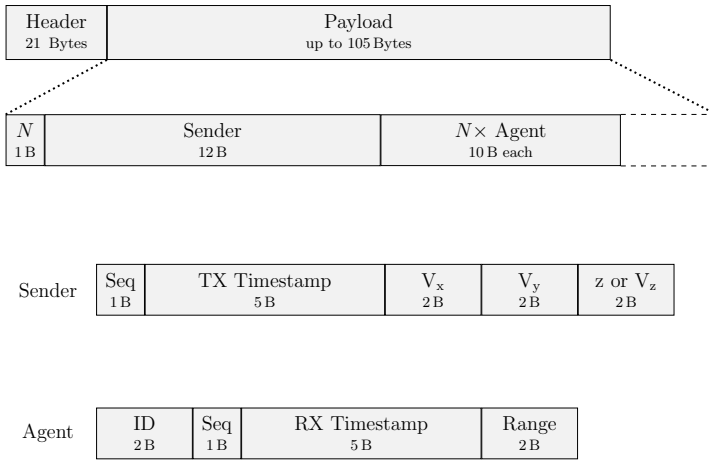 Header Payload
21 Bytes up to 105 Bytes
N Sender N× Agent
1 B 12 B 10 B each
Sender Seq TX Timestamp Vx Vy z or Vz
1 B 5 B 2 B 2 B 2 B
Agent ID Seq RX Timestamp Range
2 B 1 B 5 B 2 B